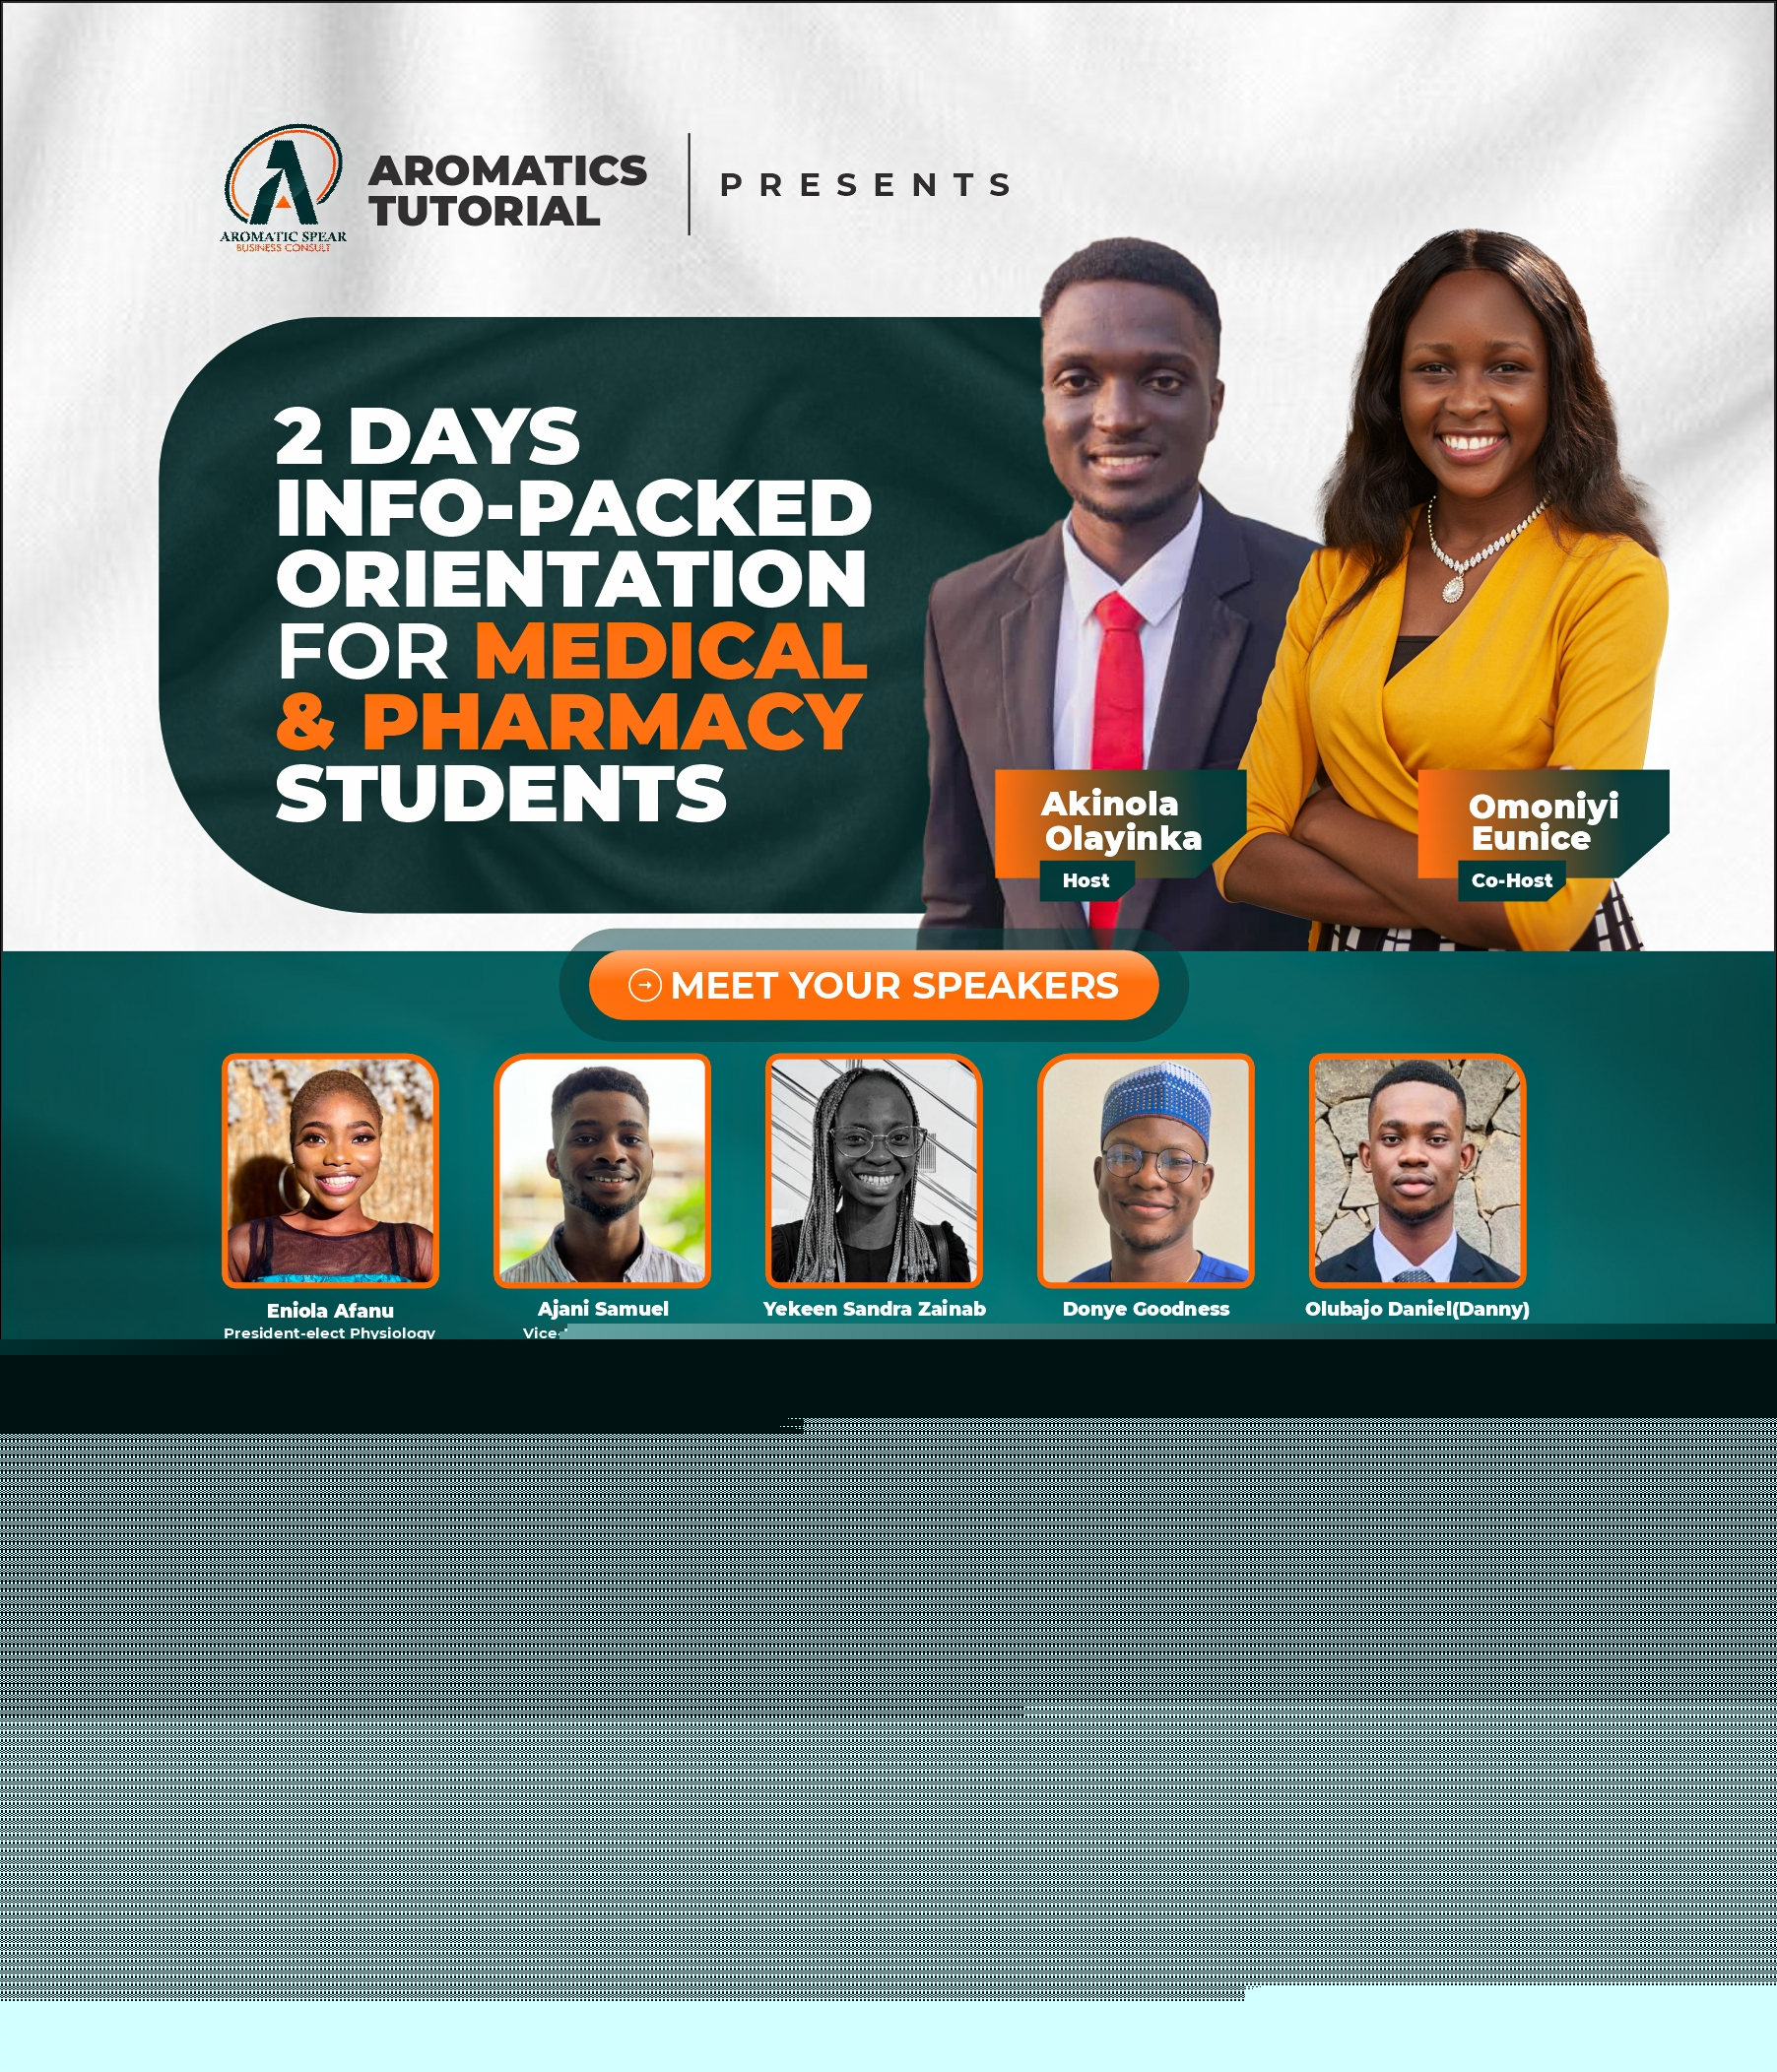 AROMATICS
TUTORIAL
PRESENTS
AROMATIC SPEAR
BUSINESS CONSULT
2 DAYS
INFO-PACKED
ORIENTATION
FOR MEDICAL
& PHARMACY
STUDENTS
Akinola
Olayinka
Host
Omoniyi
Eunice
Co-Host
MEET YOUR SPEAKERS
Eniola Afanu
President-elect Physiology
Ajani Samuel
Vice-
Yekeen Sandra Zainab
Donye Goodness
Olubajo Daniel(Danny)